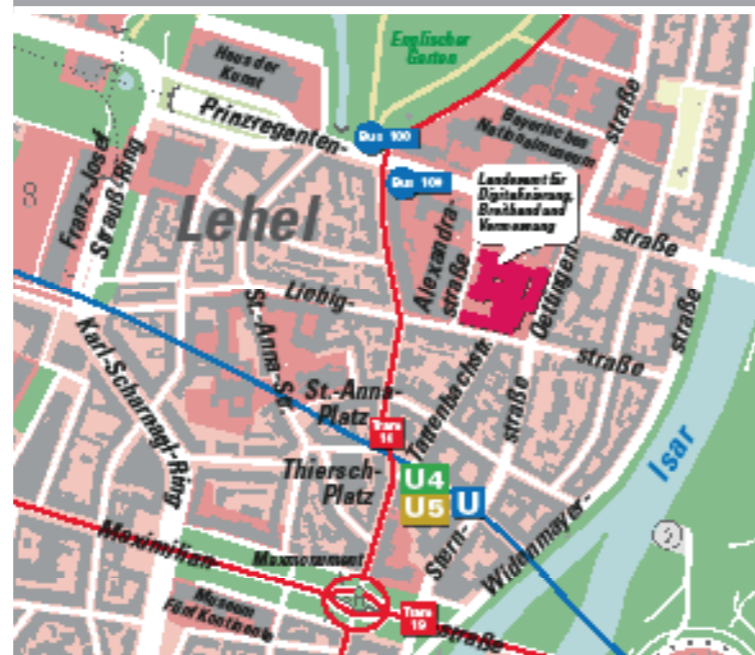 Englischer
Garten
Haus der
Kunst
Prinzregenten-
Bus 100
Bayerisches
Nationalmuseum
straße
Bus 100
Landesamt für
Digitalisierung,
Breitband und
Vermessung
Franz-Josef
Strauß-Ring
8
Lehel
Alexandra-
straße
straße
Oettingen
Liebig-
straße
straße
Karl-Scharnagl-Ring
St.-Anna-Str.
St.-Anna-
Platz
Tram
Tattenbachstr.
straße
Thiersch-
Platz
U4
U5
U
Isar
Maximilian-
Maxmonument
Stern-
Widenmayer-
Museum
Fünf Kontinente
Tram
19
straße